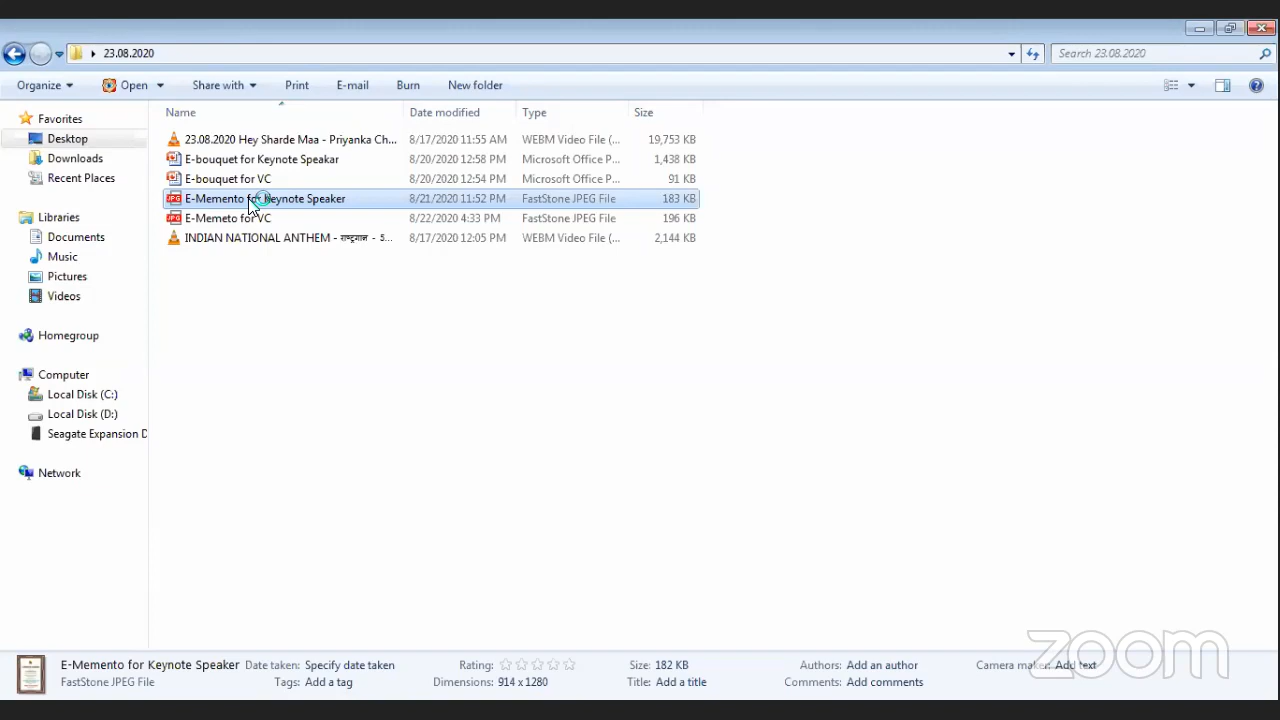 23.08.2020
Search 23.08.2020
Organize Open Share with Print E-mail Burn New folder
Name Date modified Type Size
Favorites
Desktop
Downloads
Recent Places
Libraries
Documents
Music
Pictures
Videos
Homegroup
Computer
Local Disk (C:)
Local Disk (D:)
Seagate Expansion D
Network
23.08.2020 Hey Sharde Maa - Priyanka Ch... 8/17/2020 11:55 AM WEBM Video File (... 19,753 KB
E-bouquet for Keynote Speakar 8/20/2020 12:58 PM Microsoft Office P... 1,438 KB
E-bouquet for VC 8/20/2020 12:54 PM Microsoft Office P... 91 KB
E-Memento for Keynote Speaker 8/21/2020 11:52 PM FastStone JPEG File 183 KB
E-Memeto for VC 8/22/2020 4:33 PM FastStone JPEG File 196 KB
INDIAN NATIONAL ANTHEM - राष्ट्रगान - 5... 8/17/2020 12:05 PM WEBM Video File (... 2,144 KB
E-Memento for Keynote Speaker Date taken: Specify date taken Rating: Size: 182 KB Authors: Add an author Camera maker: Add text
FastStone JPEG File Tags: Add a tag Dimensions: 914 x 1280 Title: Add a title Comments: Add comments
zoom